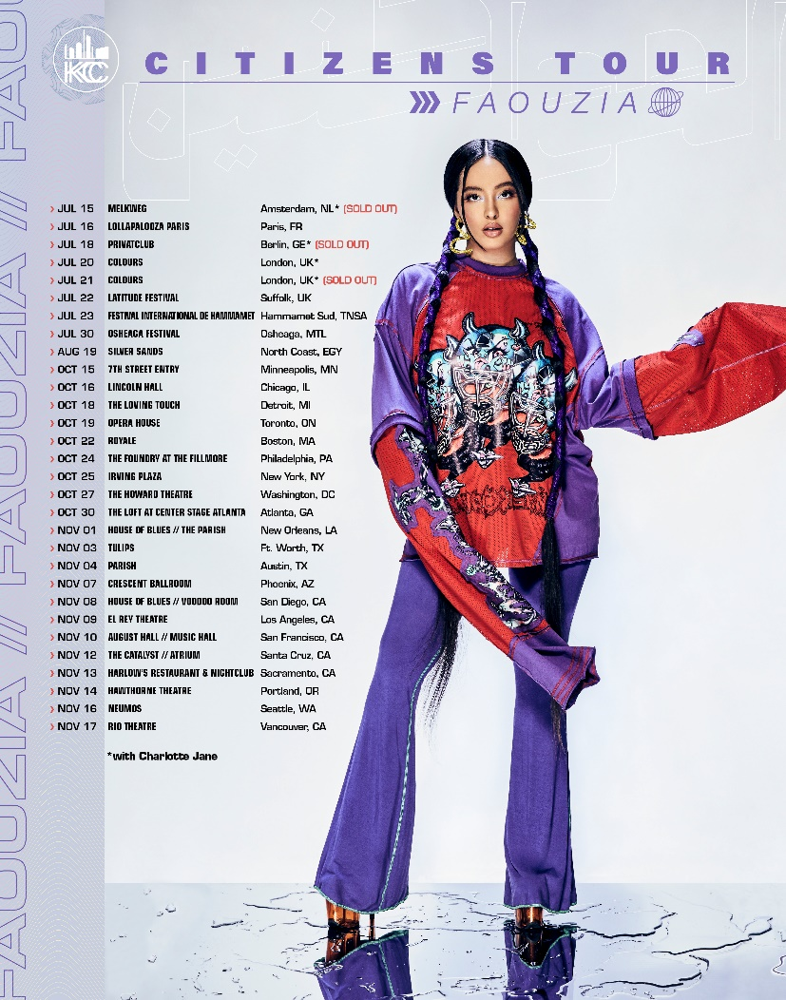 KCC
CITIZENS TOUR
FAOUZIA
JUL 15 MELKWEG Amsterdam, NL* (SOLD OUT)
JUL 16 LOLLAPALOOZA PARIS Paris, FR
JUL 18 PRIVATCLUB Berlin, GE* (SOLD OUT)
JUL 20 COLOURS London, UK*
JUL 21 COLOURS London, UK* (SOLD OUT)
JUL 22 LATITUDE FESTIVAL Suffolk, UK
JUL 23 FESTIVAL INTERNATIONAL DE HAMMAMET Hammamet Sud, TNSA
JUL 30 OSHEAGA FESTIVAL Osheaga, MTL
AUG 19 SILVER SANDS North Coast, EGY
OCT 15 7TH STREET ENTRY Minneapolis, MN
OCT 16 LINCOLN HALL Chicago, IL
OCT 18 THE LOVING TOUCH Detroit, MI
OCT 19 OPERA HOUSE Toronto, ON
OCT 22 ROYALE Boston, MA
OCT 24 THE FOUNDRY AT THE FILLMORE Philadelphia, PA
OCT 25 IRVING PLAZA New York, NY
OCT 27 THE HOWARD THEATRE Washington, DC
OCT 30 THE LOFT AT CENTER STAGE ATLANTA Atlanta, GA
NOV 01 HOUSE OF BLUES // THE PARISH New Orleans, LA
NOV 03 TULIPS Ft. Worth, TX
NOV 04 PARISH Austin, TX
NOV 07 CRESCENT BALLROOM Phoenix, AZ
NOV 08 HOUSE OF BLUES // VOODOO ROOM San Diego, CA
NOV 09 EL REY THEATRE Los Angeles, CA
NOV 10 AUGUST HALL // MUSIC HALL San Francisco, CA
NOV 12 THE CATALYST // ATRIUM Santa Cruz, CA
NOV 13 HARLOW'S RESTAURANT & NIGHTCLUB Sacramento, CA
NOV 14 HAWTHORNE THEATRE Portland, OR
NOV 16 NEUMOS Seattle, WA
NOV 17 RIO THEATRE Vancouver, CA
*with Charlotte Jane
FAOUZIA // FAOUZIA // FAOU